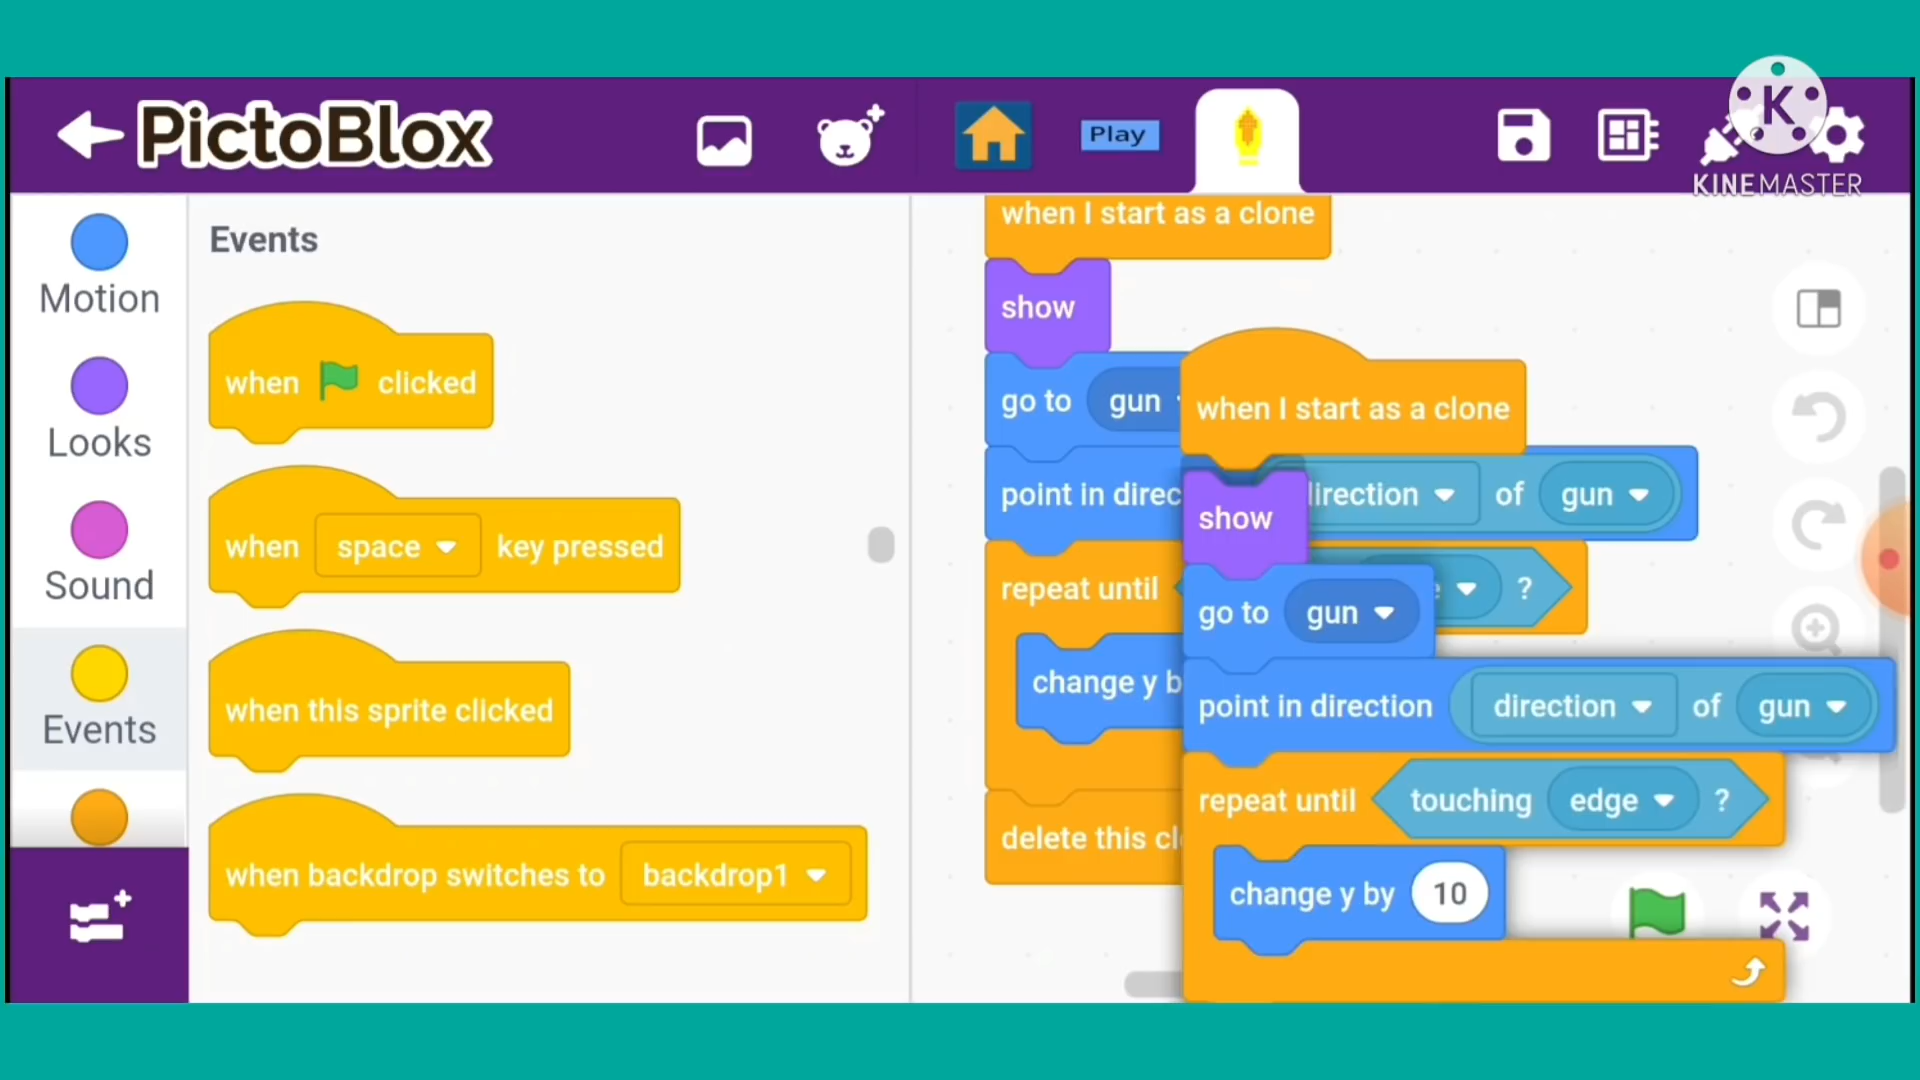 PictoBlox
Play
K
KINEMASTER
Motion
Looks
Sound
Events
Events
when clicked
when space key pressed
when this sprite clicked
when backdrop switches to backdrop1
when I start as a clone
show
go to gun
point in direc
repeat until
change y b
delete this cl
direction of gun
?
when I start as a clone
show
go to gun
point in direction direction of gun
repeat until touching edge ?
change y by 10